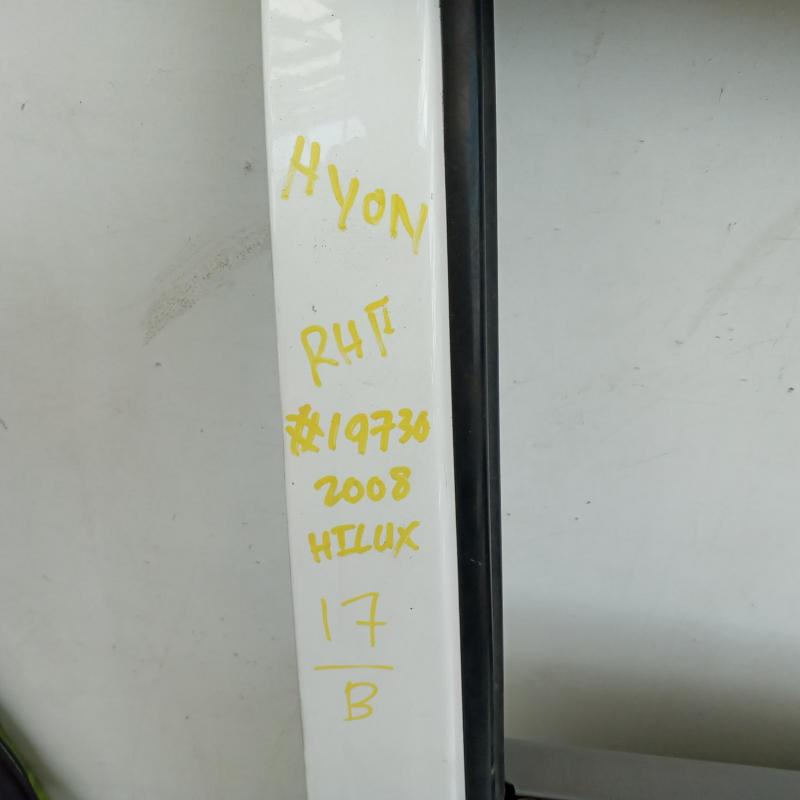 HYON
RHF
#19730
2008
HILUX
17
B